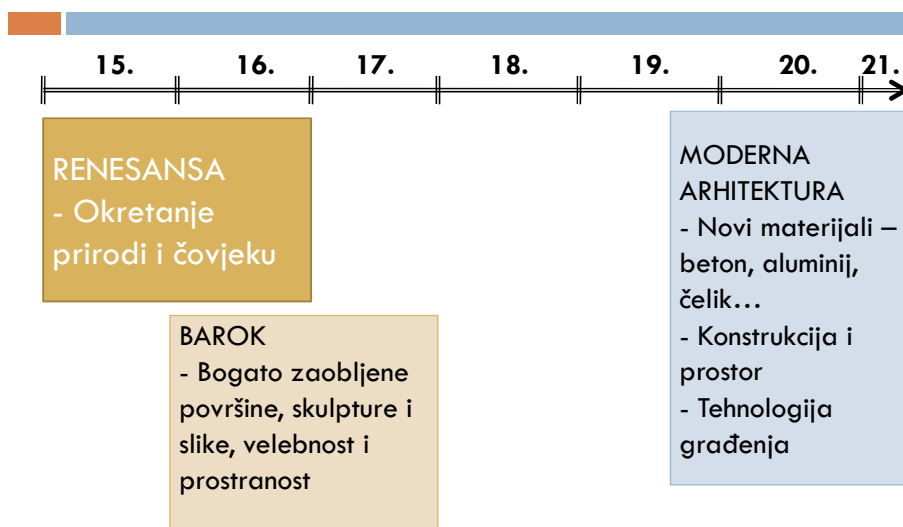 15. 16. 17. 18. 19. 20. 21.
RENESANSA
- Okretanje
prirodi i čovjeku
BAROK
- Bogato zaobljene
površine, skulpture i
slike, velebnost i
prostranost
MODERNA
ARHITEKTURA
- Novi materijali –
beton, aluminij,
čelik...
- Konstrukcija i
prostor
- Tehnologija
građenja